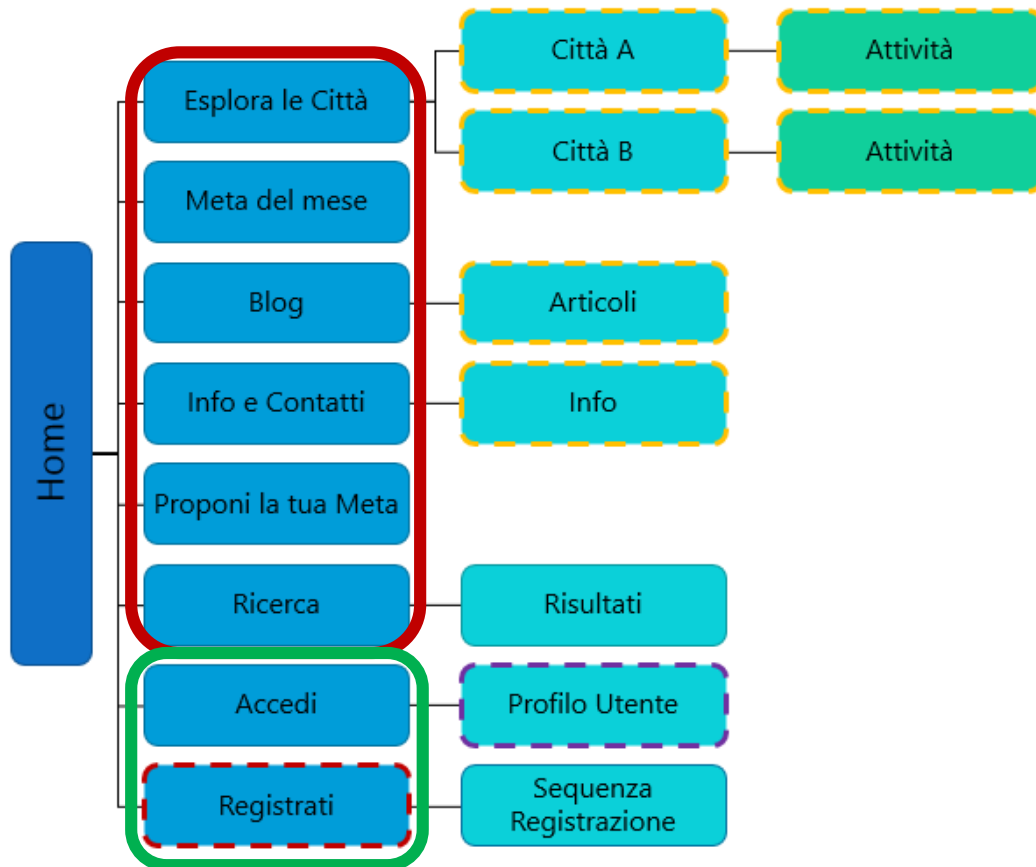 Home
Esplora le Città
Città A
Attività
Città B
Attività
Meta del mese
Blog
Articoli
Info e Contatti
Info
Proponi la tua Meta
Ricerca
Risultati
Accedi
Profilo Utente
Registrati
Sequenza
Registrazione